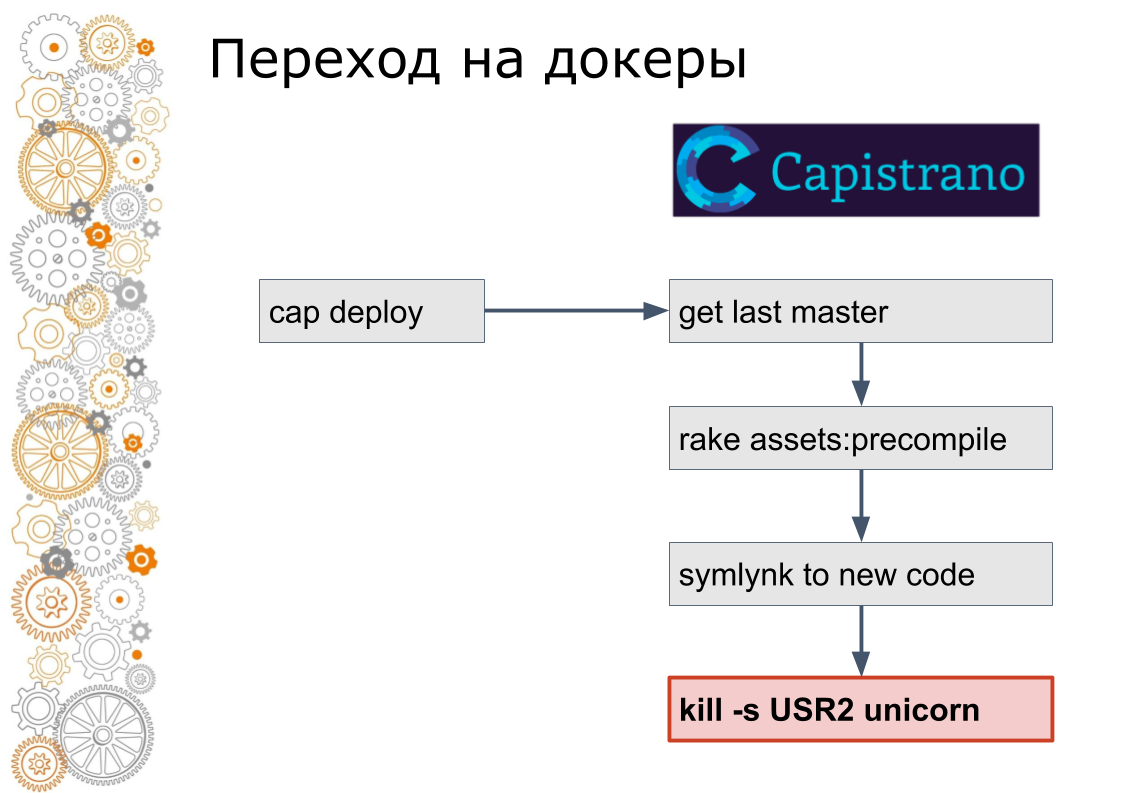 Переход на докеры
Capistrano
cap deploy
get last master
rake assets:precompile
symlynk to new code
kill -s USR2 unicorn